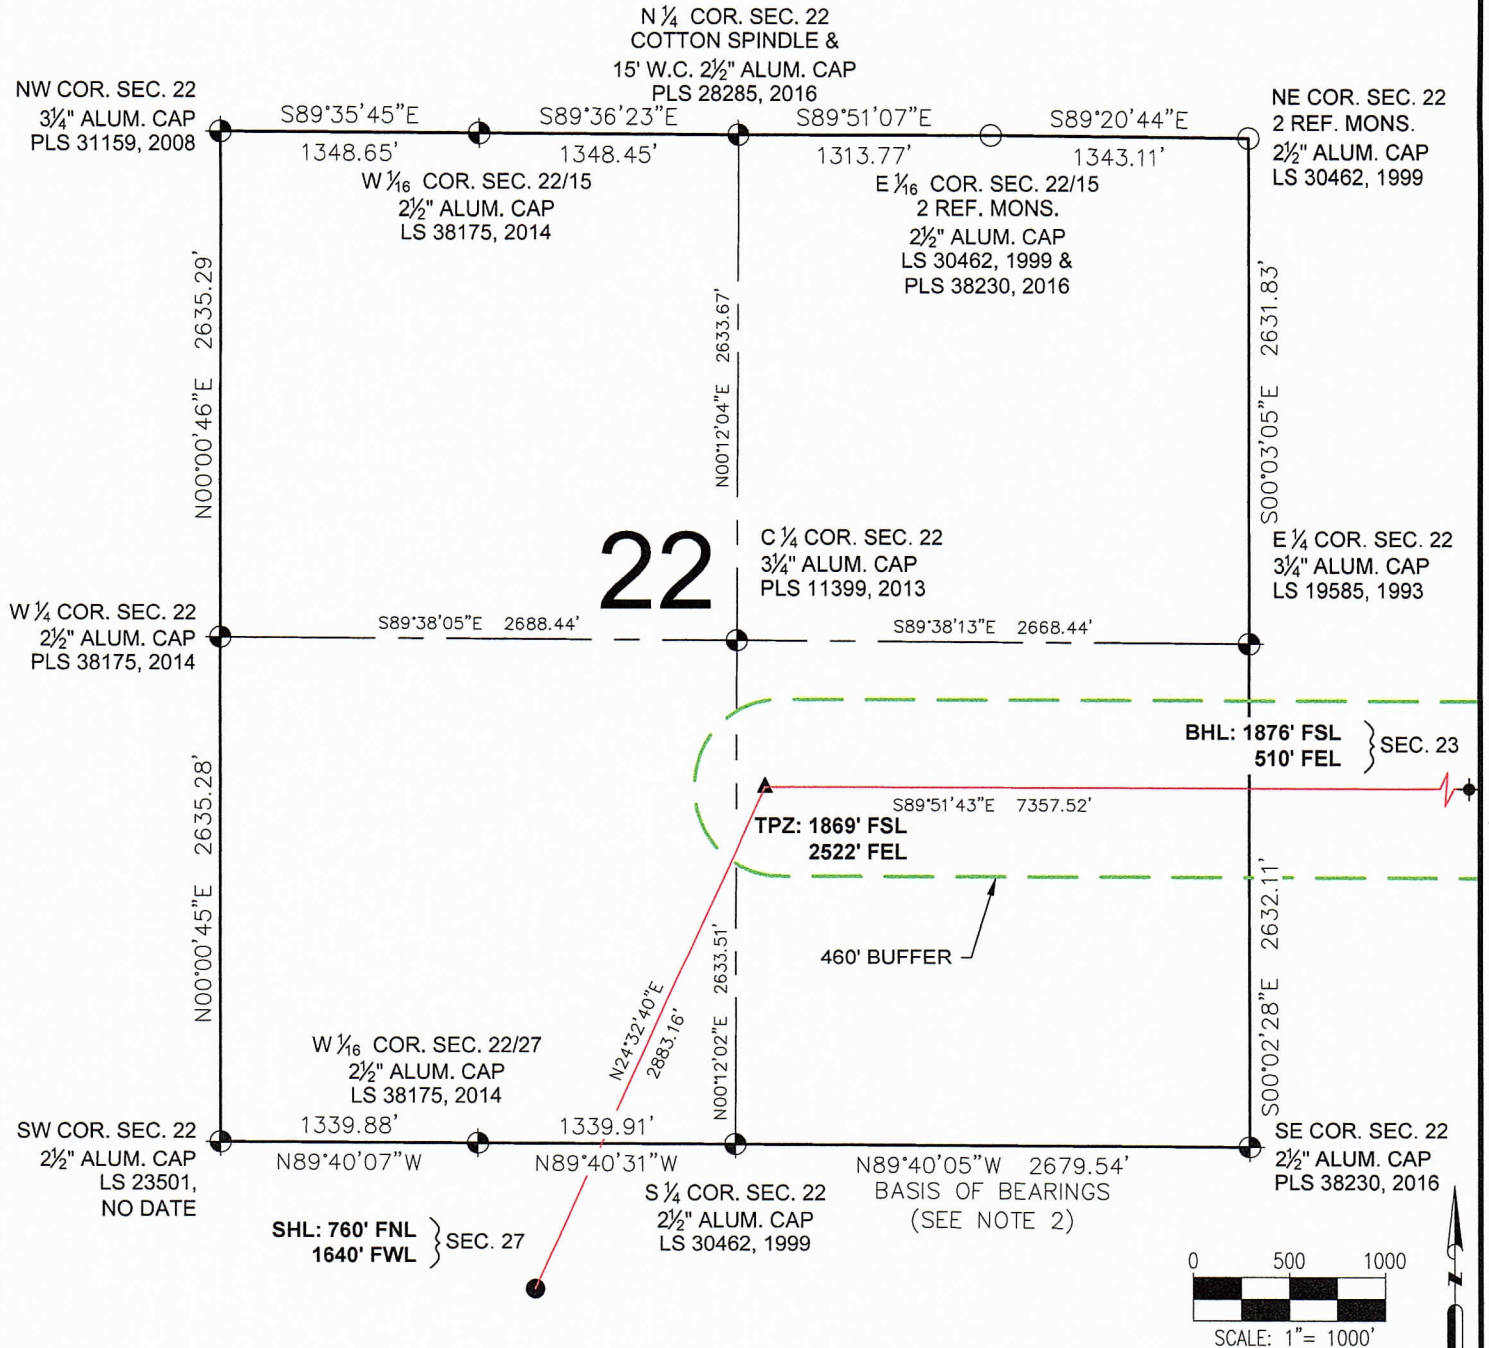 N ¼ COR. SEC. 22
COTTON SPINDLE &
15' W.C. 2½" ALUM. CAP
PLS 28285, 2016
NW COR. SEC. 22
3¼" ALUM. CAP
PLS 31159, 2008
S89°35'45"E
1348.65'
S89°36'23"E
1348.45'
S89°51'07"E
1313.77'
S89°20'44"E
1343.11'
NE COR. SEC. 22
2 REF. MONS.
2½" ALUM. CAP
LS 30462, 1999
W ¹⁄₁₆ COR. SEC. 22/15
2½" ALUM. CAP
LS 38175, 2014
E ¹⁄₁₆ COR. SEC. 22/15
2 REF. MONS.
2½" ALUM. CAP
LS 30462, 1999 &
PLS 38230, 2016
N00°00'46"E 2635.29'
N00°12'04"E 2633.67'
S00°03'05"E 2631.83'
22
C ¼ COR. SEC. 22
3¼" ALUM. CAP
PLS 11399, 2013
E ¼ COR. SEC. 22
3¼" ALUM. CAP
LS 19585, 1993
W ¼ COR. SEC. 22
2½" ALUM. CAP
PLS 38175, 2014
S89°38'05"E 2688.44'
S89°38'13"E 2668.44'
BHL: 1876' FSL
510' FEL
SEC. 23
S89°51'43"E 7357.52'
TPZ: 1869' FSL
2522' FEL
460' BUFFER
N00°00'45"E 2635.28'
N24°32'40"E
2883.16'
N00°12'02"E 2633.51'
S00°02'28"E 2632.11'
W ¹⁄₁₆ COR. SEC. 22/27
2½" ALUM. CAP
LS 38175, 2014
SW COR. SEC. 22
2½" ALUM. CAP
LS 23501,
NO DATE
1339.88'
N89°40'07"W
1339.91'
N89°40'31"W
N89°40'05"W 2679.54'
BASIS OF BEARINGS
(SEE NOTE 2)
SE COR. SEC. 22
2½" ALUM. CAP
PLS 38230, 2016
S ¼ COR. SEC. 22
2½" ALUM. CAP
LS 30462, 1999
SHL: 760' FNL
1640' FWL
SEC. 27
0 500 1000
SCALE: 1"= 1000'
N